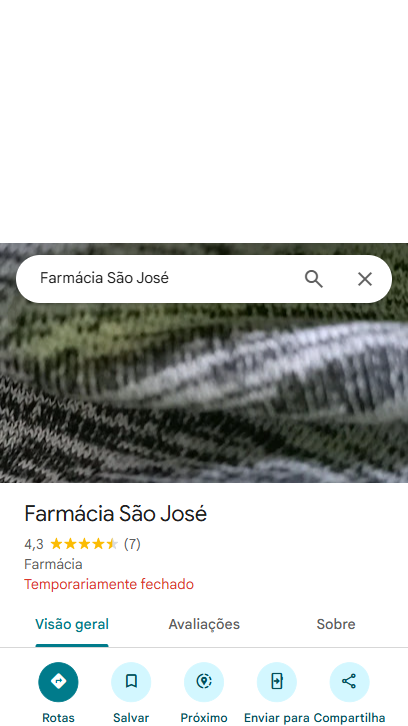 Farmácia São José
Farmácia São José
4,3 (7)
Farmácia
Temporariamente fechado
Visão geral Avaliações Sobre
Rotas Salvar Próximo Enviar para Compartilha